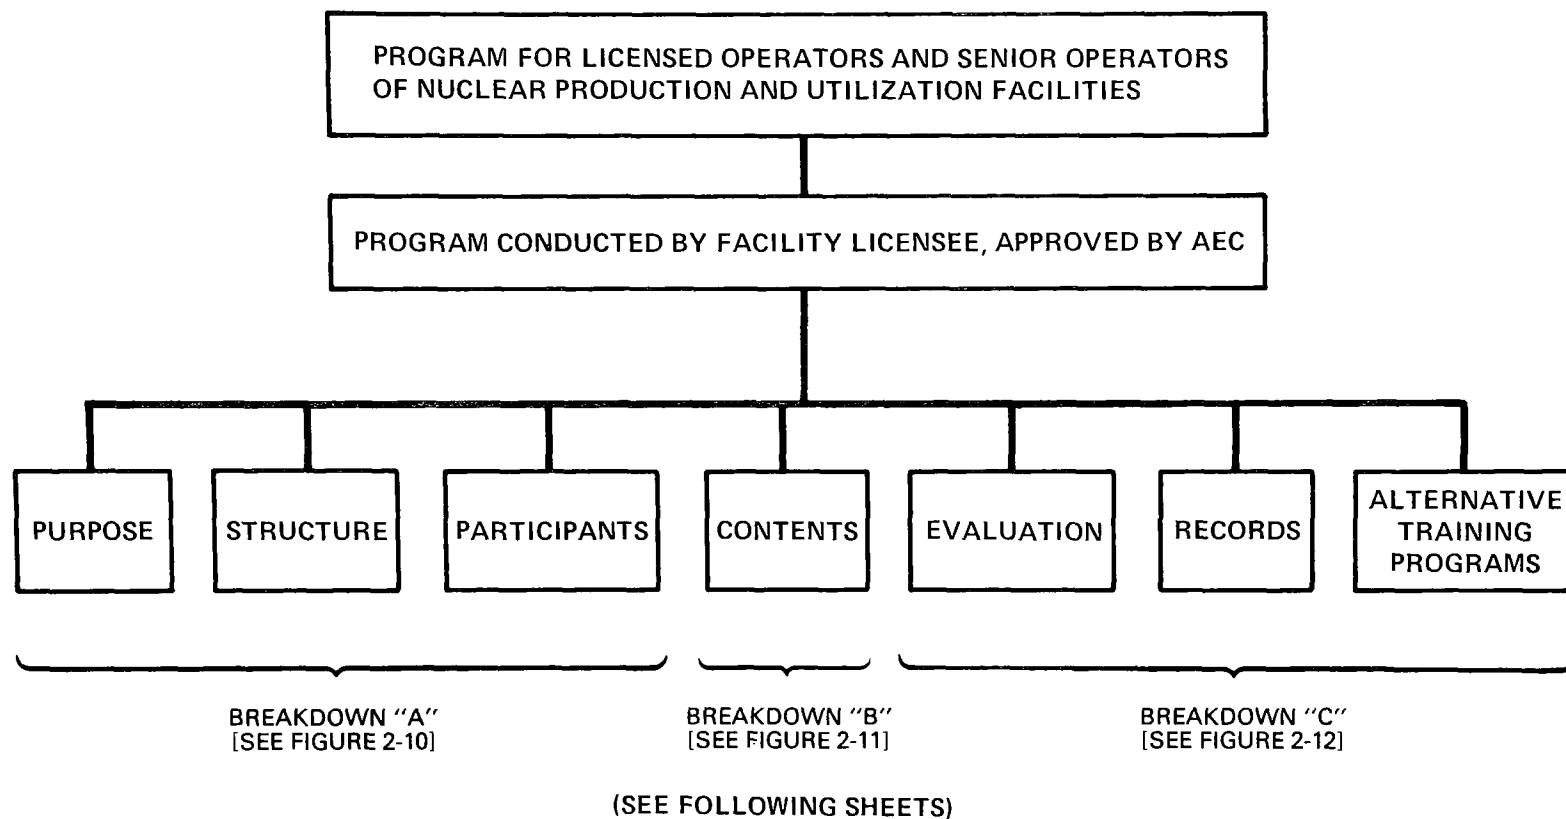 PROGRAM FOR LICENSED OPERATORS AND SENIOR OPERATORS
OF NUCLEAR PRODUCTION AND UTILIZATION FACILITIES
PROGRAM CONDUCTED BY FACILITY LICENSEE, APPROVED BY AEC
PURPOSE
STRUCTURE
PARTICIPANTS
CONTENTS
EVALUATION
RECORDS
ALTERNATIVE
TRAINING
PROGRAMS
BREAKDOWN "A"
[SEE FIGURE 2-10]
BREAKDOWN "B"
[SEE FIGURE 2-11]
BREAKDOWN "C"
[SEE FIGURE 2-12]
(SEE FOLLOWING SHEETS)